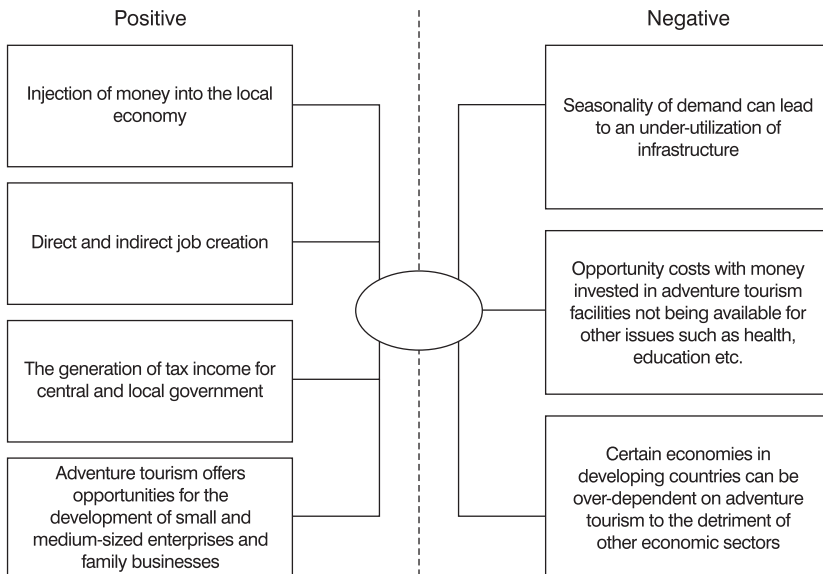 Positive
Negative
Injection of money into the local
economy
Direct and indirect job creation
The generation of tax income for
central and local government
Adventure tourism offers
opportunities for the
development of small and
medium-sized enterprises and
family businesses
Seasonality of demand can lead
to an under-utilization of
infrastructure
Opportunity costs with money
invested in adventure tourism
facilities not being available for
other issues such as health,
education etc.
Certain economies in
developing countries can be
over-dependent on adventure
tourism to the detriment of
other economic sectors